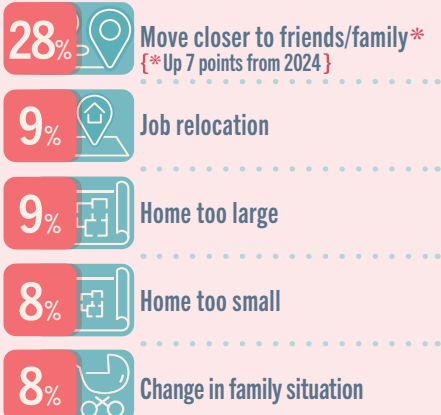 28% Move closer to friends/family*
{*Up 7 points from 2024}
9% Job relocation
9% Home too large
8% Home too small
8% Change in family situation